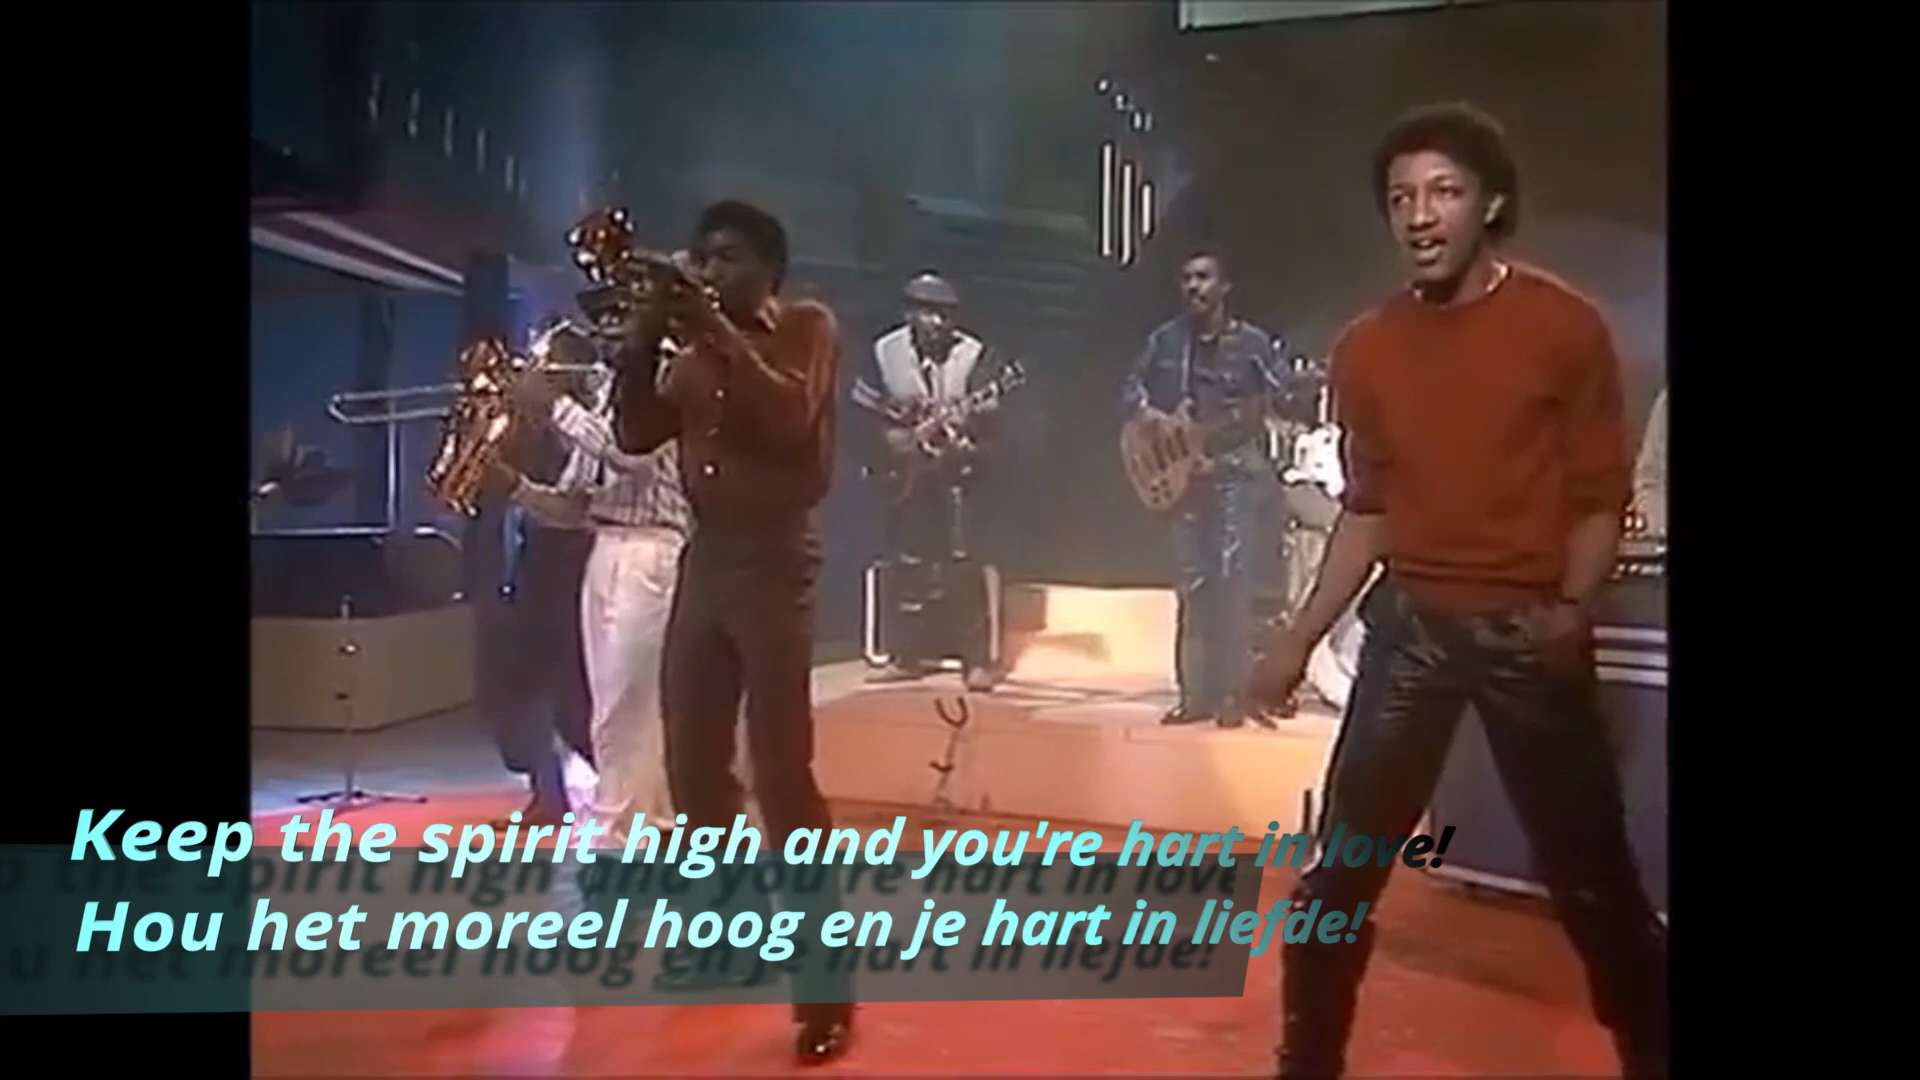 Keep the spirit high and you're hart in love!
Hou het moreel hoog en je hart in liefde!